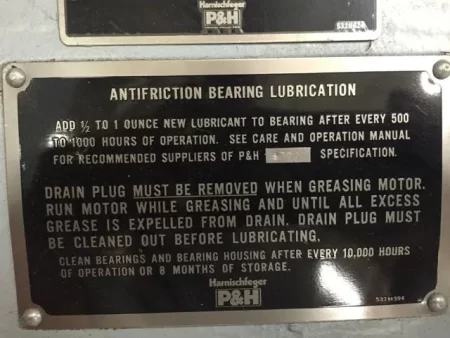 Harnischfeger
P&H
ANTIFRICTION BEARING LUBRICATION
ADD ½ TO 1 OUNCE NEW LUBRICANT TO BEARING AFTER EVERY 500
TO 1000 HOURS OF OPERATION. SEE CARE AND OPERATION MANUAL
FOR RECOMMENDED SUPPLIERS OF P&H SPECIFICATION.
DRAIN PLUG MUST BE REMOVED WHEN GREASING MOTOR.
RUN MOTOR WHILE GREASING AND UNTIL ALL EXCESS
GREASE IS EXPELLED FROM DRAIN. DRAIN PLUG MUST
BE CLEANED OUT BEFORE LUBRICATING.
CLEAN BEARINGS AND BEARING HOUSING AFTER EVERY 10,000 HOURS
OF OPERATION OR 8 MONTHS OF STORAGE.
Harnischfeger
P&H